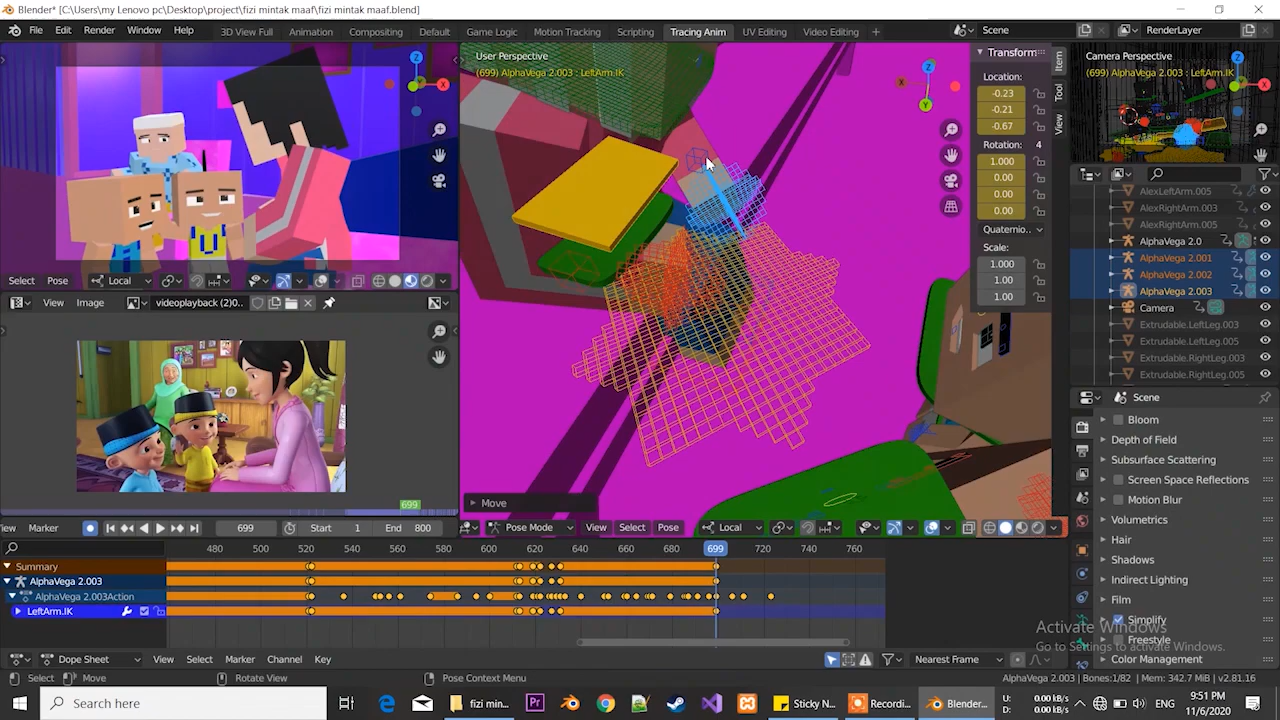 Blender* [C:\Users\my Lenovo pc\Desktop\project\fizi mintak maaf\fizi mintak maaf.blend]
File Edit Render Window Help 3D View Full Animation Compositing Default Game Logic Motion Tracking Scripting Tracing Anim UV Editing Video Editing + Scene RenderLayer
User Perspective
(699) AlphaVega 2.003 : LeftArm.IK
Transform
Location:
-0.23
-0.21
-0.67
Rotation: 4
1.000
0.00
0.00
0.00
Quaternio..
Scale:
1.000
1.00
1.00
Item
Tool
View
Camera Perspective
(699) AlphaVega 2.003 : LeftArm.IK
AlexLeftArm.005
AlexRightArm.003
AlexRightArm.005
AlphaVega 2.0
AlphaVega 2.001
AlphaVega 2.002
AlphaVega 2.003
Camera
Extrudable.LeftLeg.003
Extrudable.LeftLeg.005
Extrudable.RightLeg.003
Extrudable.RightLeg.005
Select Pose Local
View Image videoplayback (2)0..
699
Scene
Bloom
Depth of Field
Subsurface Scattering
Screen Space Reflections
Motion Blur
Volumetrics
Hair
Shadows
Indirect Lighting
Film
Simplify
Freestyle
Color Management
Move
Pose Mode View Select Pose Local
iew Marker 699 Start 1 End 800
480 500 520 540 560 580 600 620 640 660 680 699 720 740 760
Summary
AlphaVega 2.003
AlphaVega 2.003Action
LeftArm.IK
Activate Windows
Go to Settings to activate Windows.
Dope Sheet View Select Marker Channel Key Nearest Frame
Select Move Rotate View Pose Context Menu AlphaVega 2.003 | Bones:1/82 | Mem: 342.7 MiB | v2.81.16
Search fizi min... Sticky N... Recordi... Blender... U: 0.00 kB/s D: 0.00 kB/s ENG 9:51 PM 11/6/2020